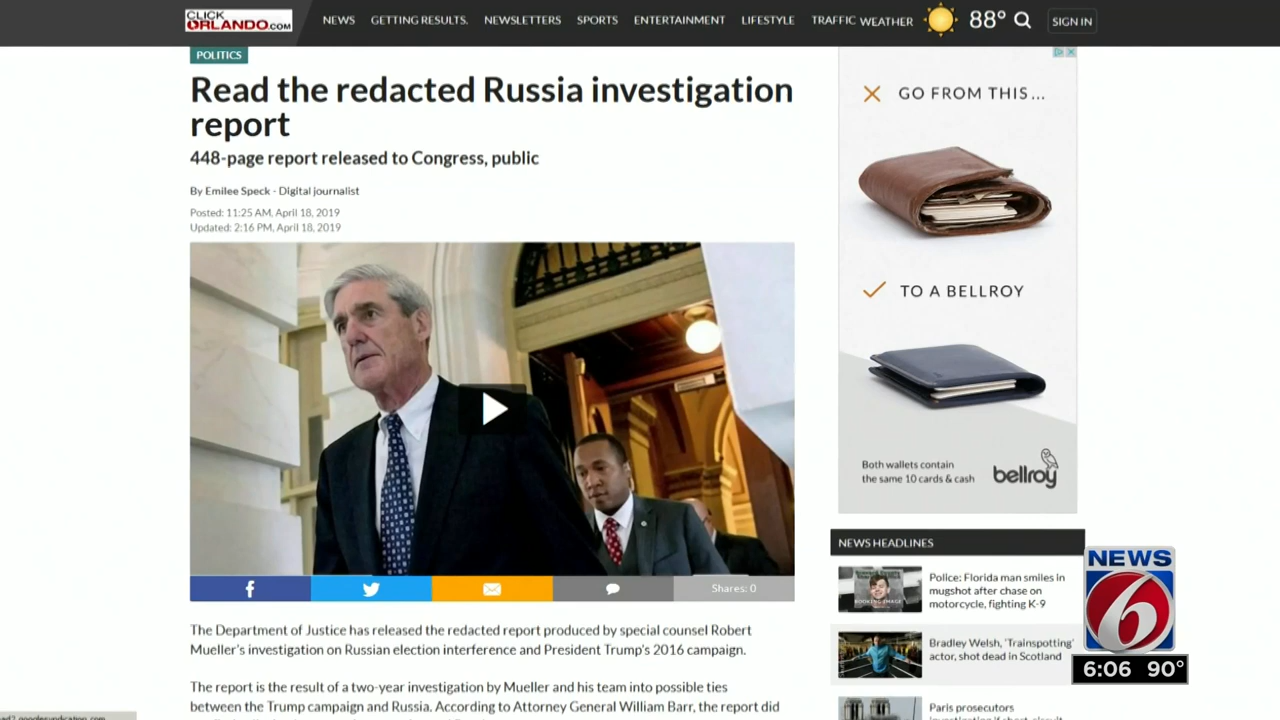 CLICK
ORLANDO.COM
NEWS GETTING RESULTS. NEWSLETTERS SPORTS ENTERTAINMENT LIFESTYLE TRAFFIC WEATHER 88° SIGN IN
POLITICS
Read the redacted Russia investigation
report
448-page report released to Congress, public
By Emilee Speck - Digital journalist
Posted: 11:25 AM, April 18, 2019
Updated: 2:16 PM, April 18, 2019
Shares: 0
The Department of Justice has released the redacted report produced by special counsel Robert
Mueller's investigation on Russian election interference and President Trump's 2016 campaign.
The report is the result of a two-year investigation by Mueller and his team into possible ties
between the Trump campaign and Russia. According to Attorney General William Barr, the report did
GO FROM THIS...
TO A BELLROY
Both wallets contain
the same 10 cards & cash
bellroy
NEWS HEADLINES
BOOKING IMAGE
Police: Florida man smiles in
mugshot after chase on
motorcycle, fighting K-9
Bradley Welsh, 'Trainspotting'
actor, shot dead in Scotland
Paris prosecutors
NEWS
6
6:06 90°